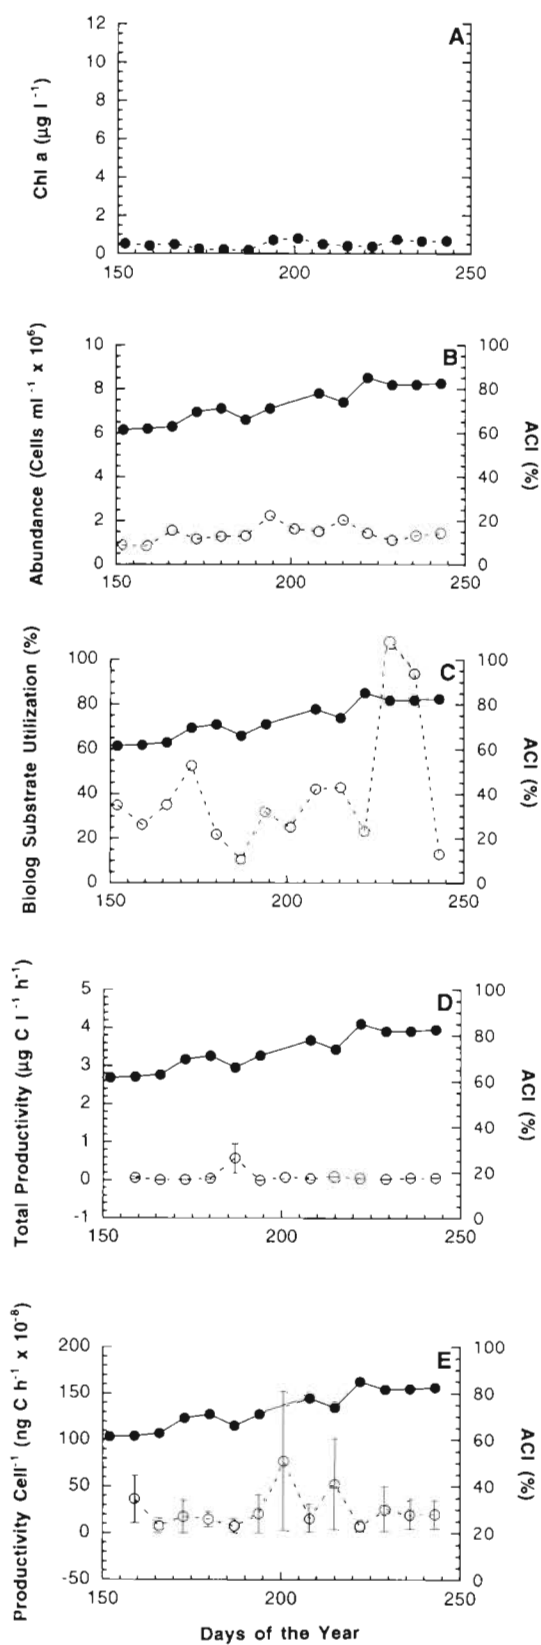 12
10
8
6
4
2
0
Chl a (µg l⁻¹)
A
150 200 250
10
8
6
4
2
0
Abundance (Cells ml⁻¹ x 10⁶)
B
100
80
60
40
20
0
ACI (%)
150 200 250
100
80
60
40
20
0
Biolog Substrate Utilization (%)
C
100
80
60
40
20
0
ACI (%)
150 200 250
5
4
3
2
1
0
-1
Total Productivity (µg C l⁻¹ h⁻¹)
D
100
80
60
40
20
0
ACI (%)
150 200 250
200
150
100
50
0
-50
Productivity Cell⁻¹ (ng C h⁻¹ x 10⁻⁸)
E
100
80
60
40
20
0
ACI (%)
150 200 250
Days of the Year